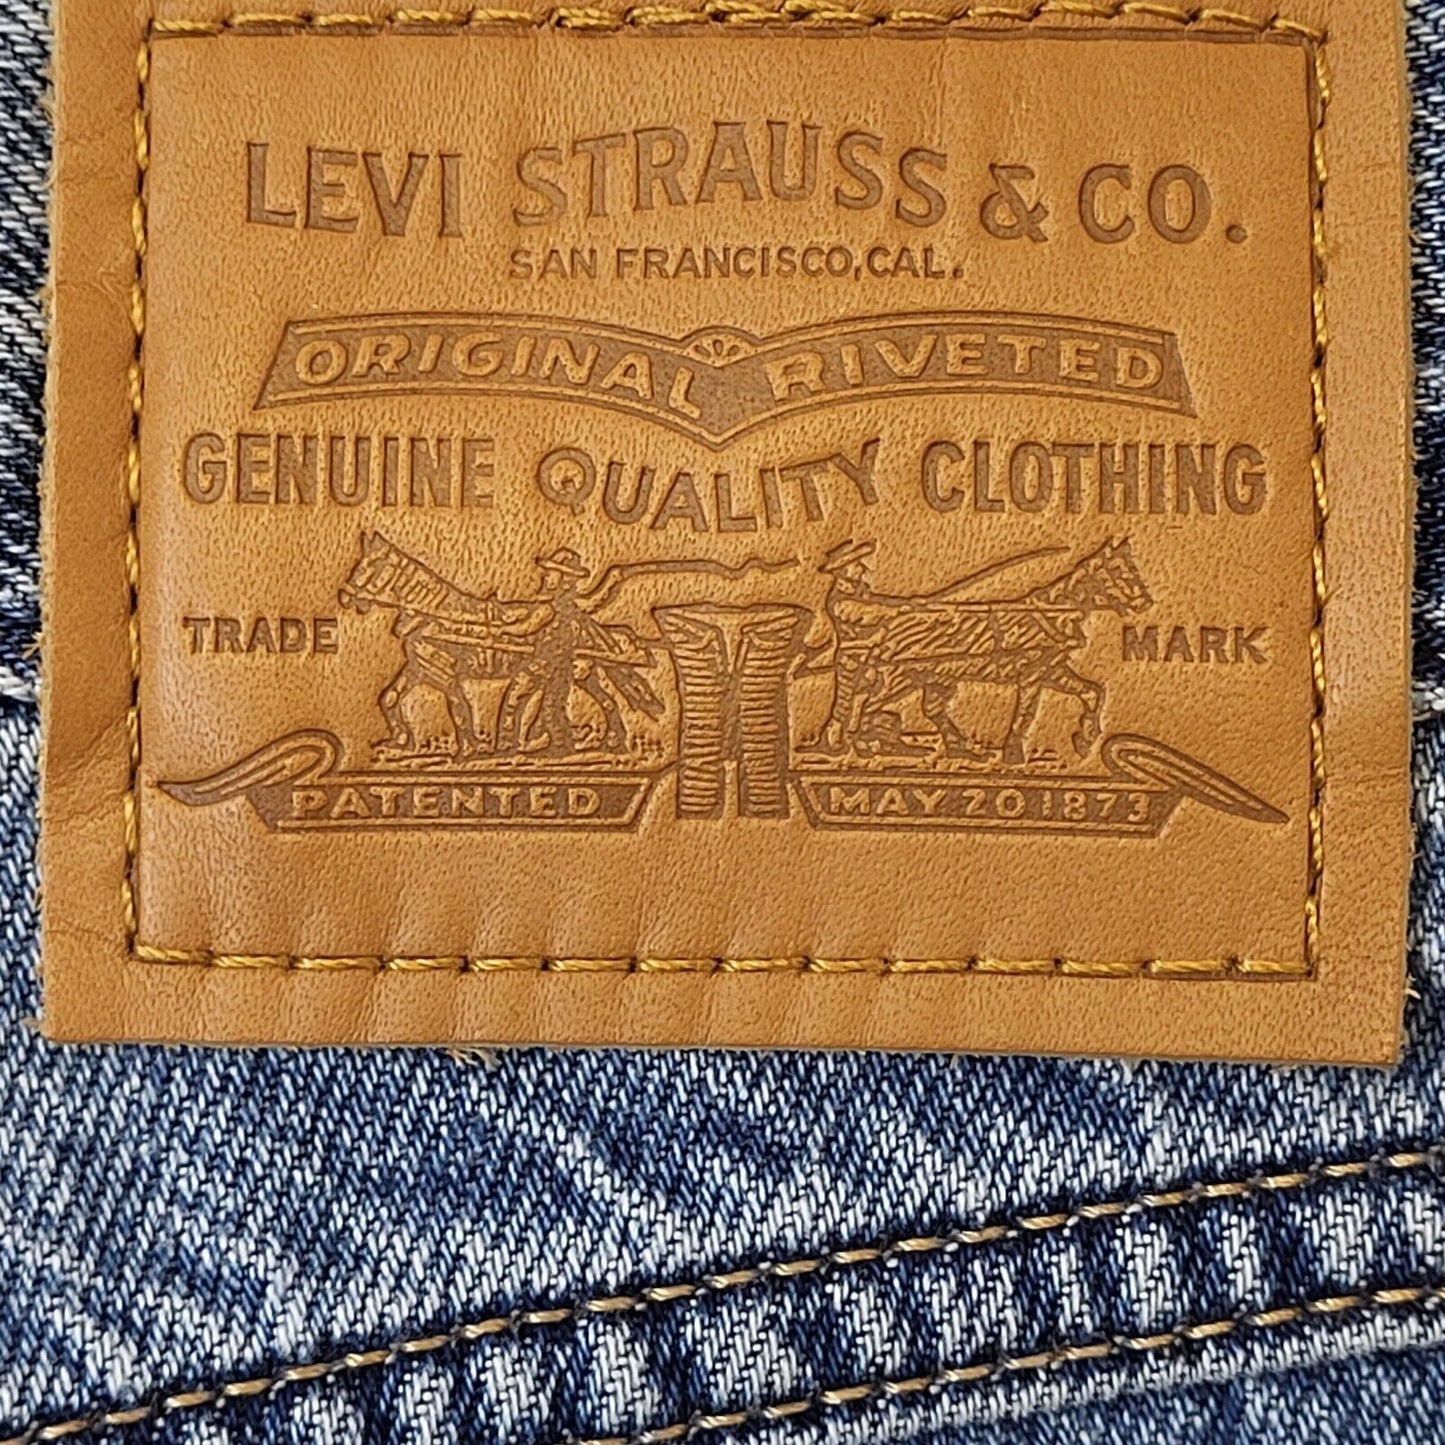 LEVI STRAUSS & CO.
SAN FRANCISCO, CAL.
ORIGINAL RIVETED
GENUINE QUALITY CLOTHING
TRADE MARK
PATENTED MAY 20 1873